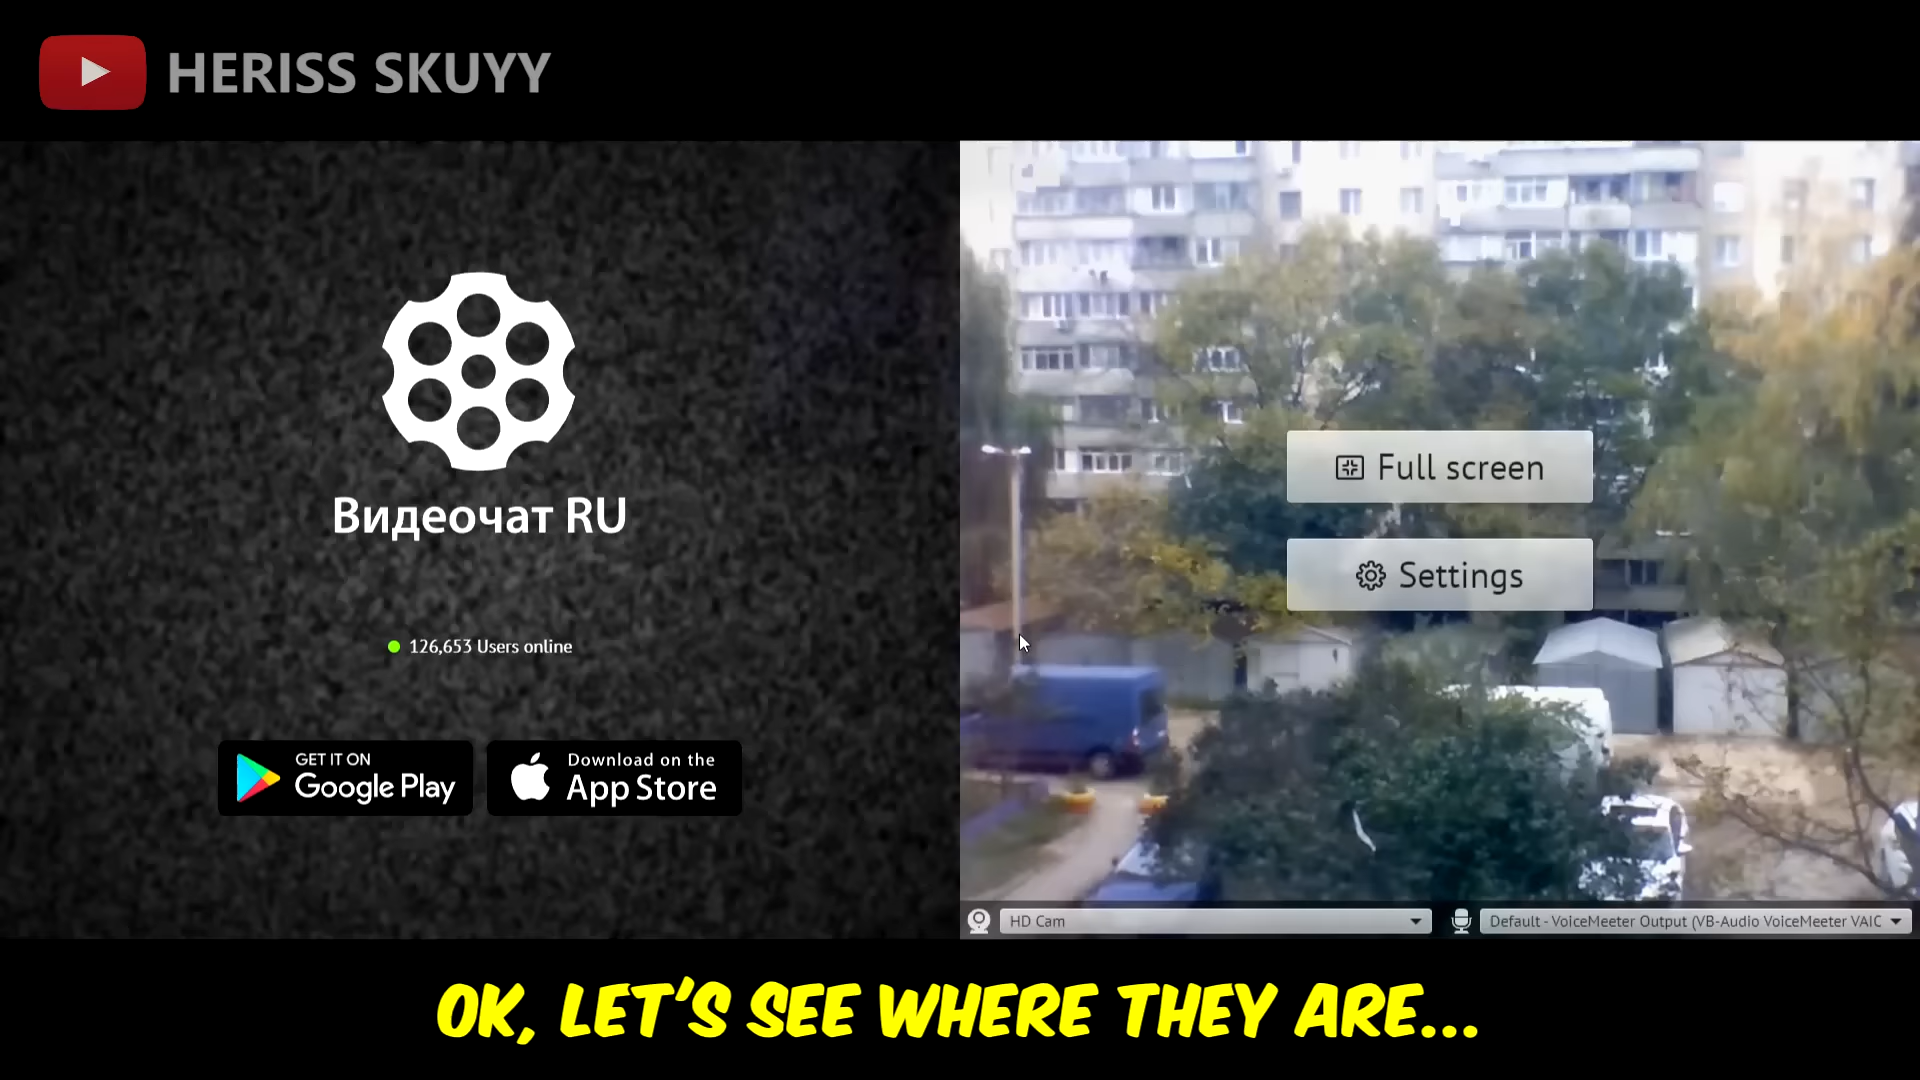 HERISS SKUYY
Видеочат RU
126,653 Users online
GET IT ON
Google Play
Download on the
App Store
Full screen
Settings
HD Cam
Default - VoiceMeeter Output (VB-Audio VoiceMeeter VAIC
OK, LET'S SEE WHERE THEY ARE...